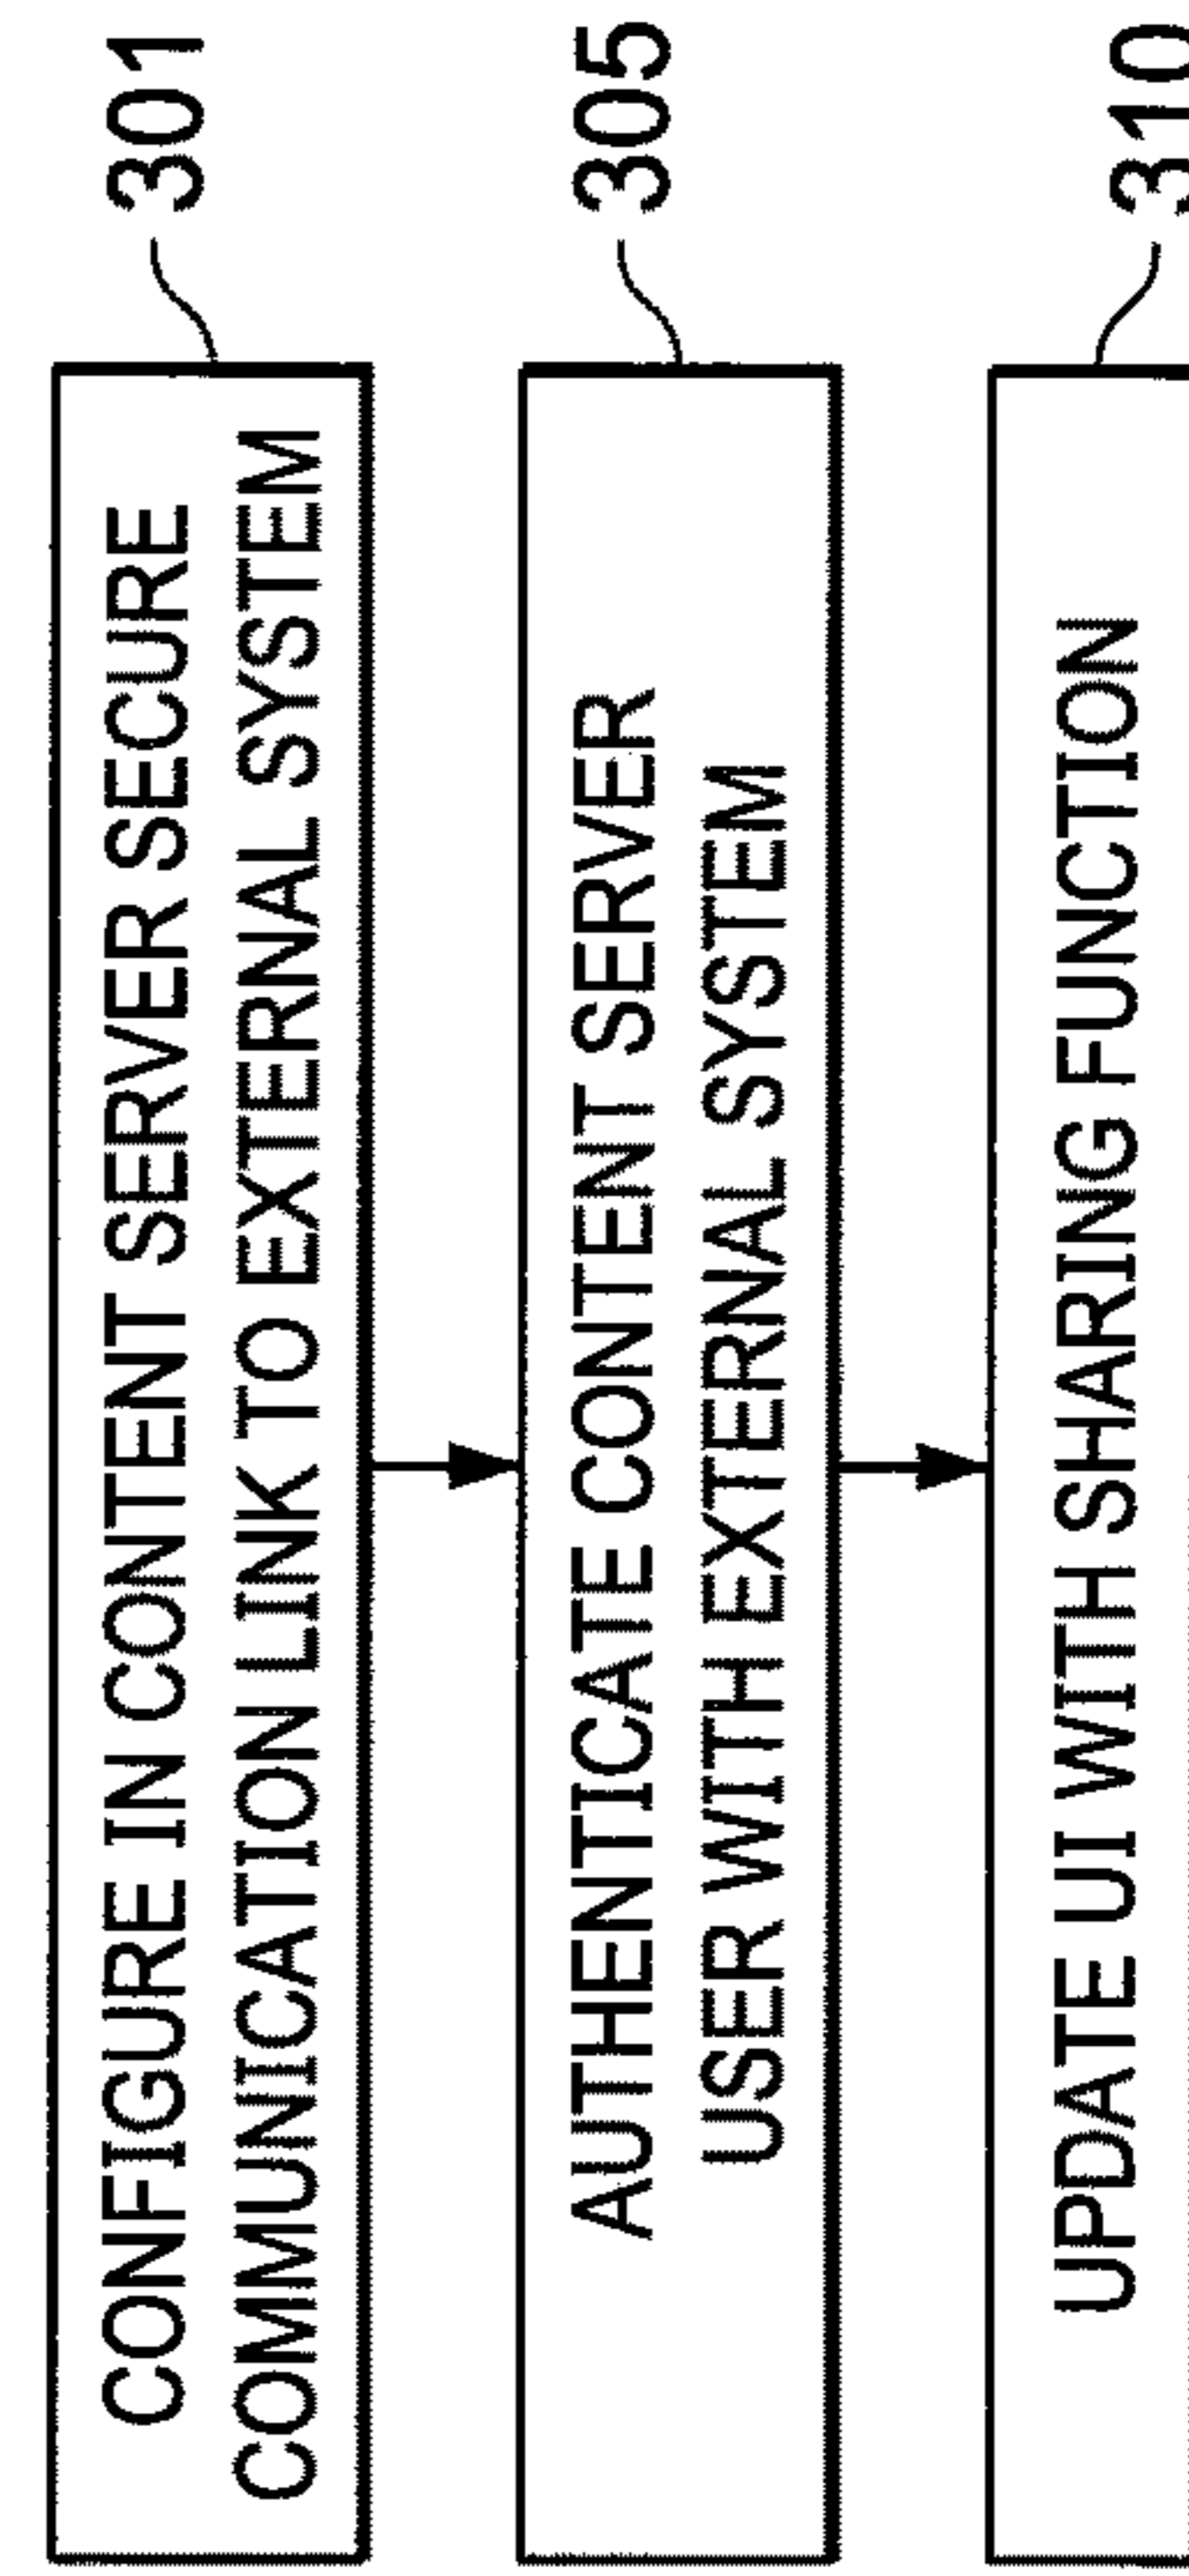 CONFIGURE IN CONTENT SERVER SECURE
COMMUNICATION LINK TO EXTERNAL SYSTEM
301
AUTHENTICATE CONTENT SERVER
USER WITH EXTERNAL SYSTEM
305
UPDATE UI WITH SHARING FUNCTION
310